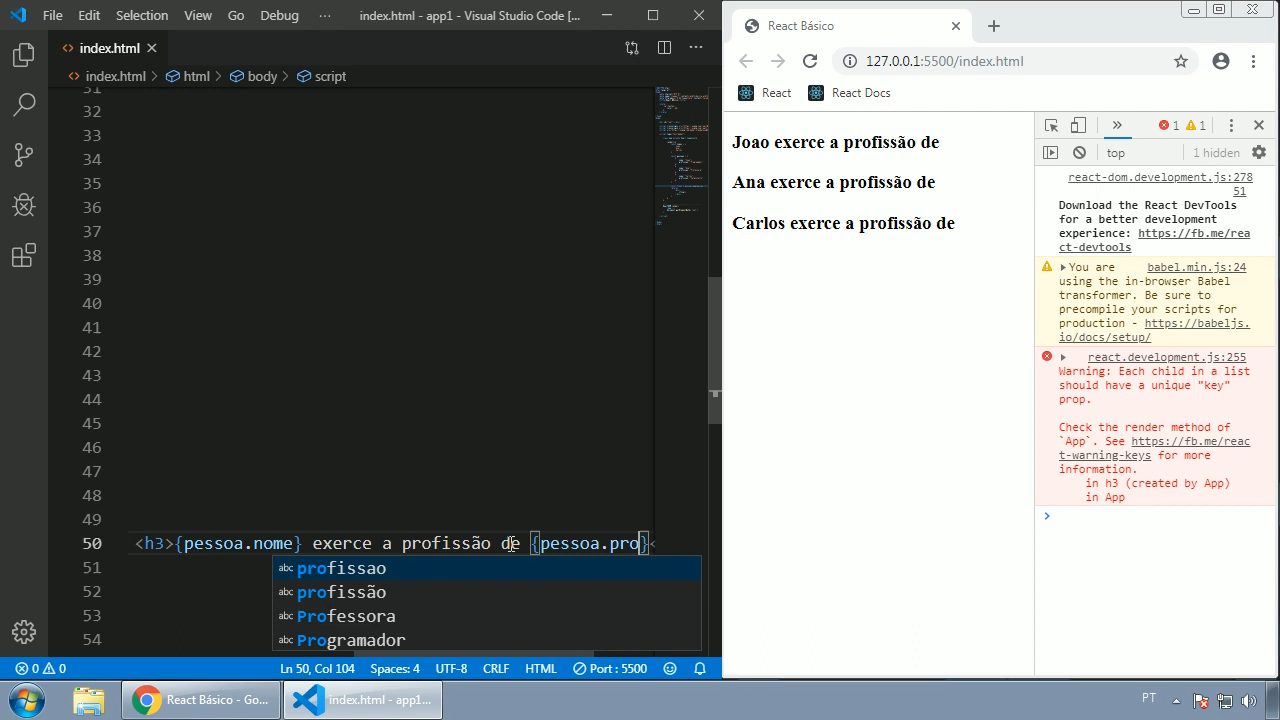 File Edit Selection View Go Debug ··· index.html - app1 - Visual Studio Code [...
index.html
index.html > html > body > script
31
32
33
34
35
36
37
38
39
40
41
42
43
44
45
46
47
48
49
50 <h3>{pessoa.nome} exerce a profissão de {pessoa.pro}<
51
52
53
54
abc profissao
abc profissão
abc Professora
abc Programador
0 0 Ln 50, Col 104 Spaces: 4 UTF-8 CRLF HTML Port : 5500
React Básico
127.0.0.1:5500/index.html
React React Docs
Joao exerce a profissão de
Ana exerce a profissão de
Carlos exerce a profissão de
» 1 1
top 1 hidden
react-dom.development.js:278
51
Download the React DevTools
for a better development
experience: https://fb.me/rea
ct-devtools
You are babel.min.js:24
using the in-browser Babel
transformer. Be sure to
precompile your scripts for
production - https://babeljs.
io/docs/setup/
react.development.js:255
Warning: Each child in a list
should have a unique "key"
prop.
Check the render method of
`App`. See https://fb.me/reac
t-warning-keys for more
information.
in h3 (created by App)
in App
>
React Básico - Go...
index.html - app1...
PT